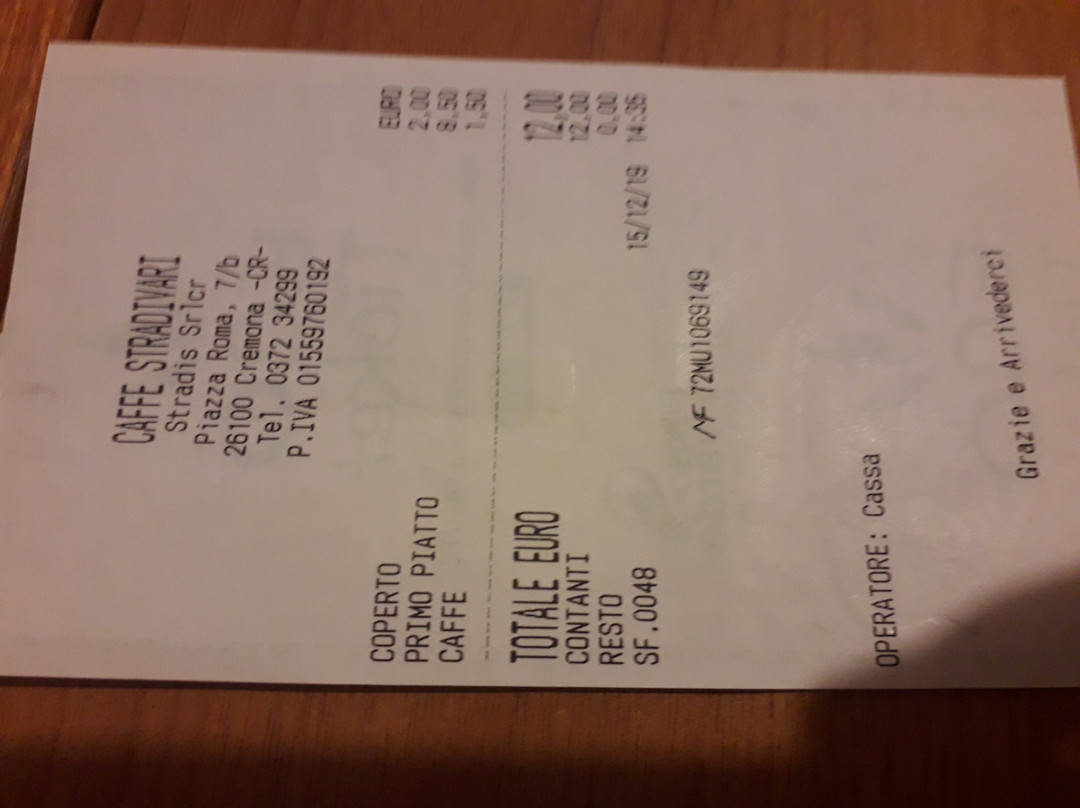 CAFFE STRADIVARI
Stradis Srlcr
Piazza Roma, 7/b
26100 Cremona -CR-
Tel. 0372 34299
P.IVA 01559760192
EURO
COPERTO 2,00
PRIMO PIATTO 8,50
CAFFE 1,50
TOTALE EURO 12,00
CONTANTI 12,00
RESTO 0,00
SF.0048 15/12/19 14:35
MF 72MU1069149
OPERATORE: Cassa
Grazie e Arrivederci